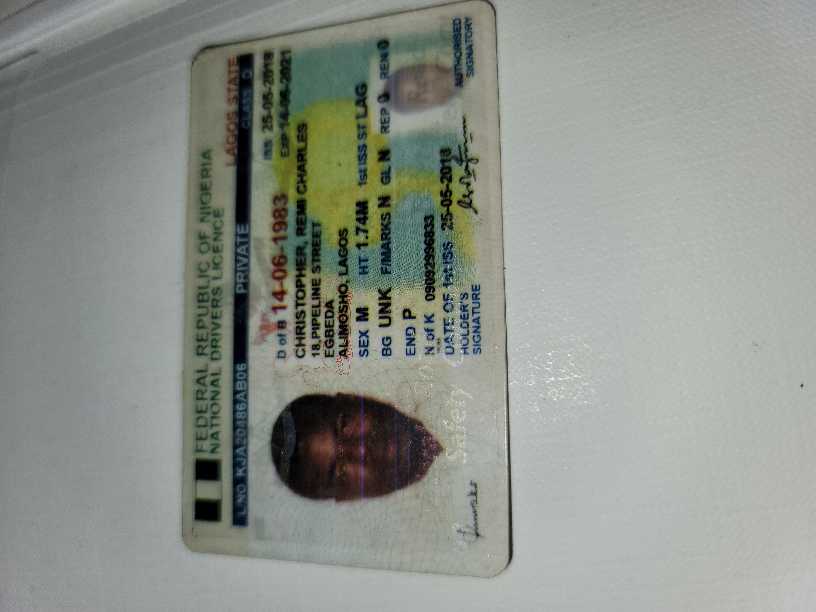 FEDERAL REPUBLIC OF NIGERIA
NATIONAL DRIVERS LICENCE
LAGOS STATE
L/NO KJA20486AB06 PRIVATE CLASS D
ISS 25-05-2018
D of B 14-06-1983 EXP 14-06-2021
CHRISTOPHER, REMI CHARLES
18,PIPELINE STREET
EGBEDA
ALIMOSHO, LAGOS
SEX M HT 1.74M 1st ISS ST LAG
BG UNK F/MARKS N GL N REP 0 REN 0
END P
N of K 09092996833
DATE OF 1st ISS 25-05-2018
Safety
HOLDER'S
SIGNATURE
AUTHORISED
SIGNATORY